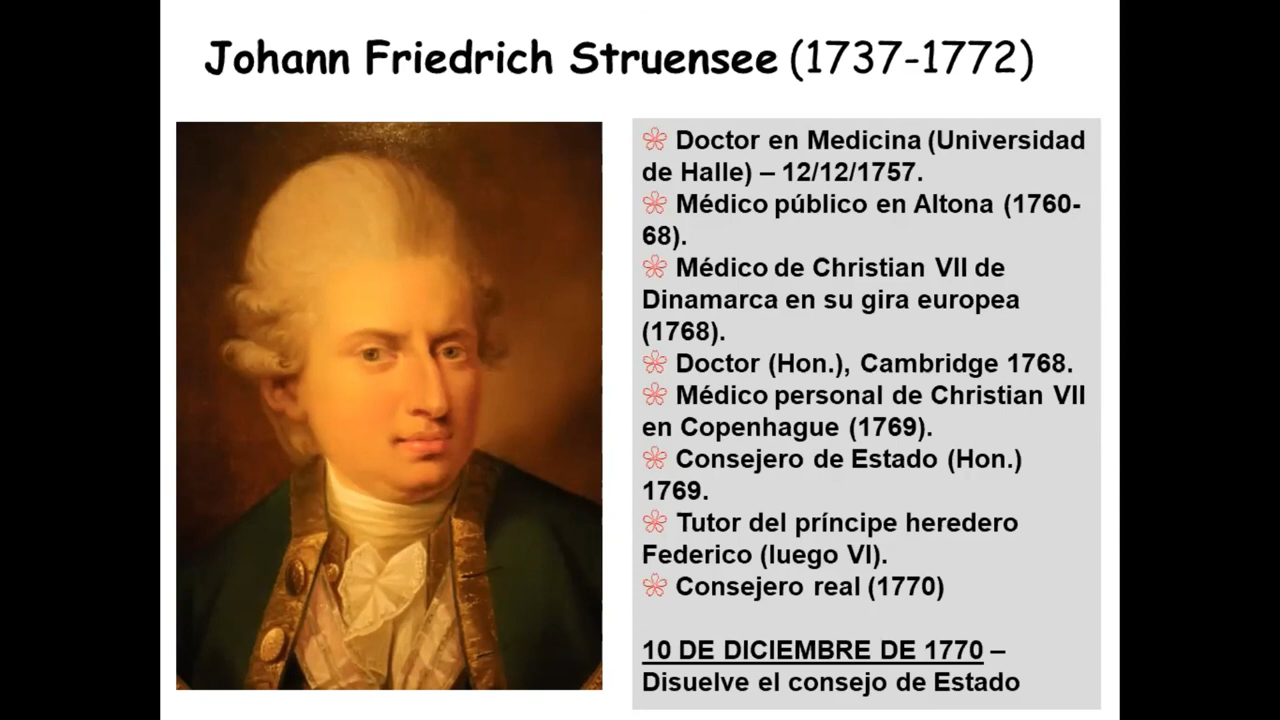 Johann Friedrich Struensee (1737-1772)
Doctor en Medicina (Universidad
de Halle) – 12/12/1757.
Médico público en Altona (1760-
68).
Médico de Christian VII de
Dinamarca en su gira europea
(1768).
Doctor (Hon.), Cambridge 1768.
Médico personal de Christian VII
en Copenhague (1769).
Consejero de Estado (Hon.)
1769.
Tutor del príncipe heredero
Federico (luego VI).
Consejero real (1770)
10 DE DICIEMBRE DE 1770 –
Disuelve el consejo de Estado